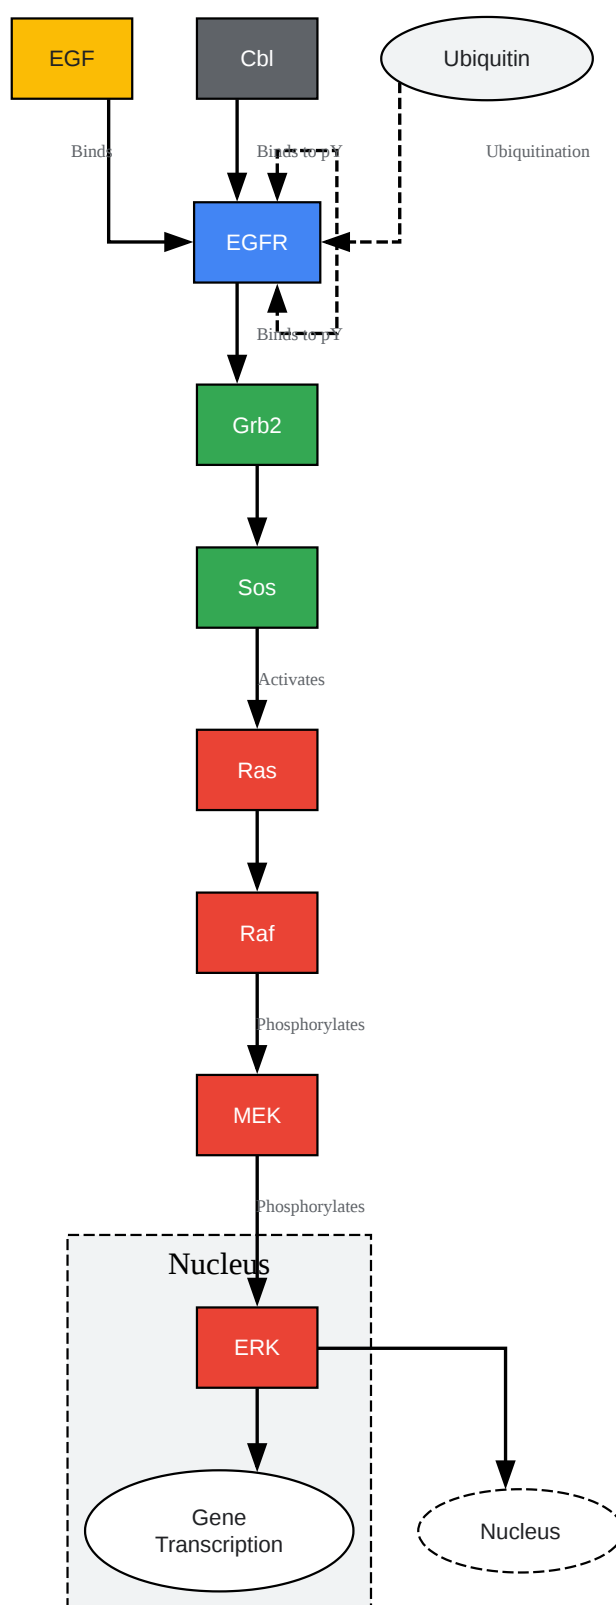 EGF
Cbl
Ubiquitin
Binds
Binds to pY
Ubiquitination
EGFR
Binds to pY
Grb2
Sos
Activates
Ras
Raf
Phosphorylates
MEK
Phosphorylates
Nucleus
ERK
Gene
Transcription
Nucleus